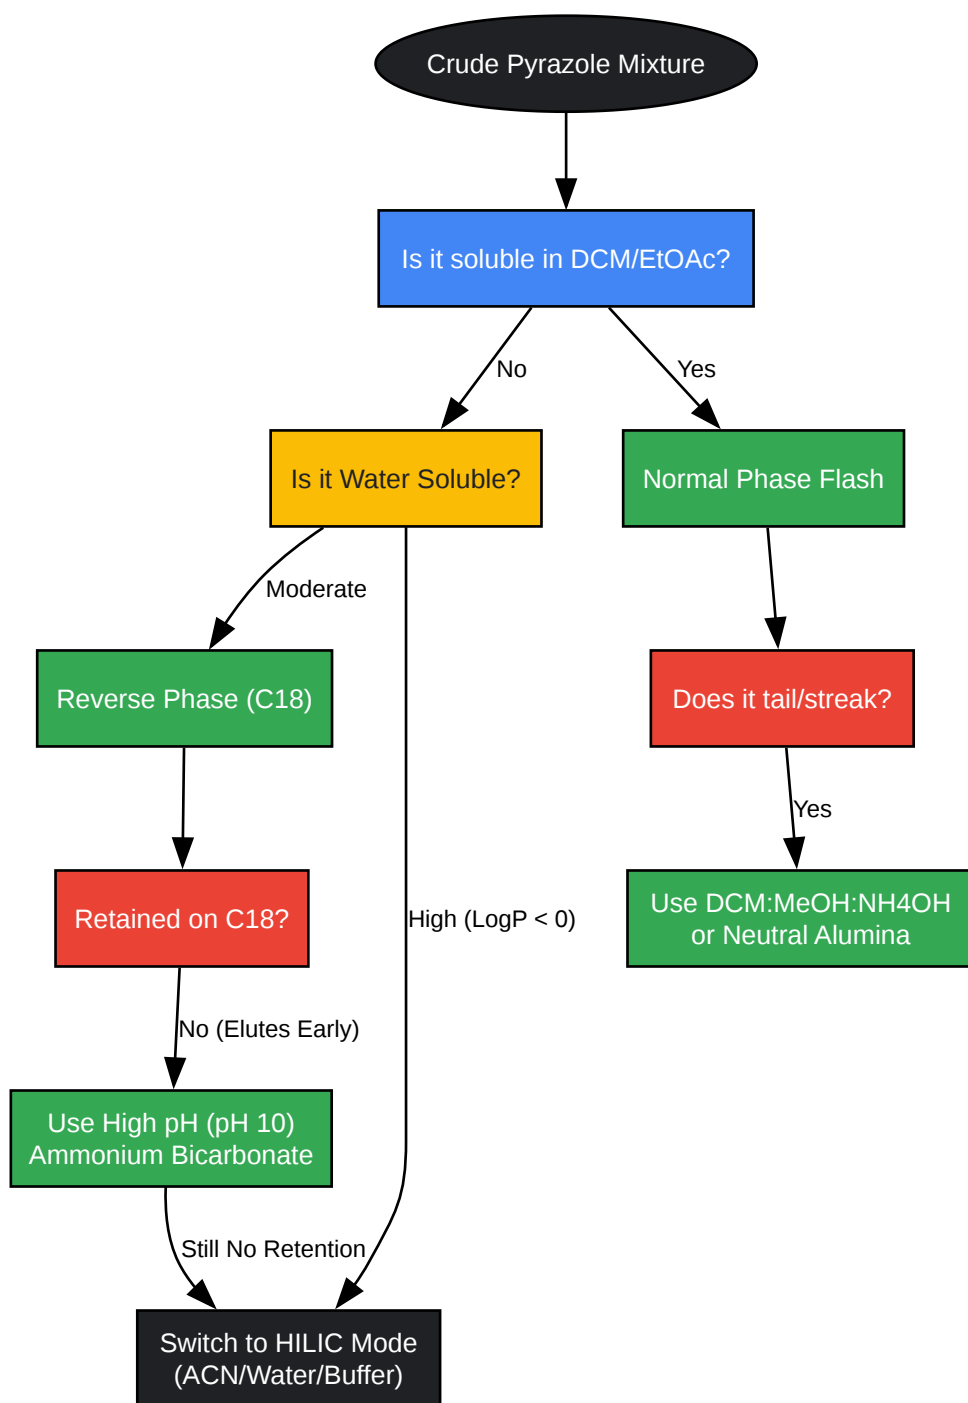 Crude Pyrazole Mixture
Is it soluble in DCM/EtOAc?
No
Yes
Is it Water Soluble?
Normal Phase Flash
Moderate
Reverse Phase (C18)
Does it tail/streak?
Yes
Retained on C18?
High (LogP < 0)
Use DCM:MeOH:NH4OH
or Neutral Alumina
No (Elutes Early)
Use High pH (pH 10)
Ammonium Bicarbonate
Still No Retention
Switch to HILIC Mode
(ACN/Water/Buffer)